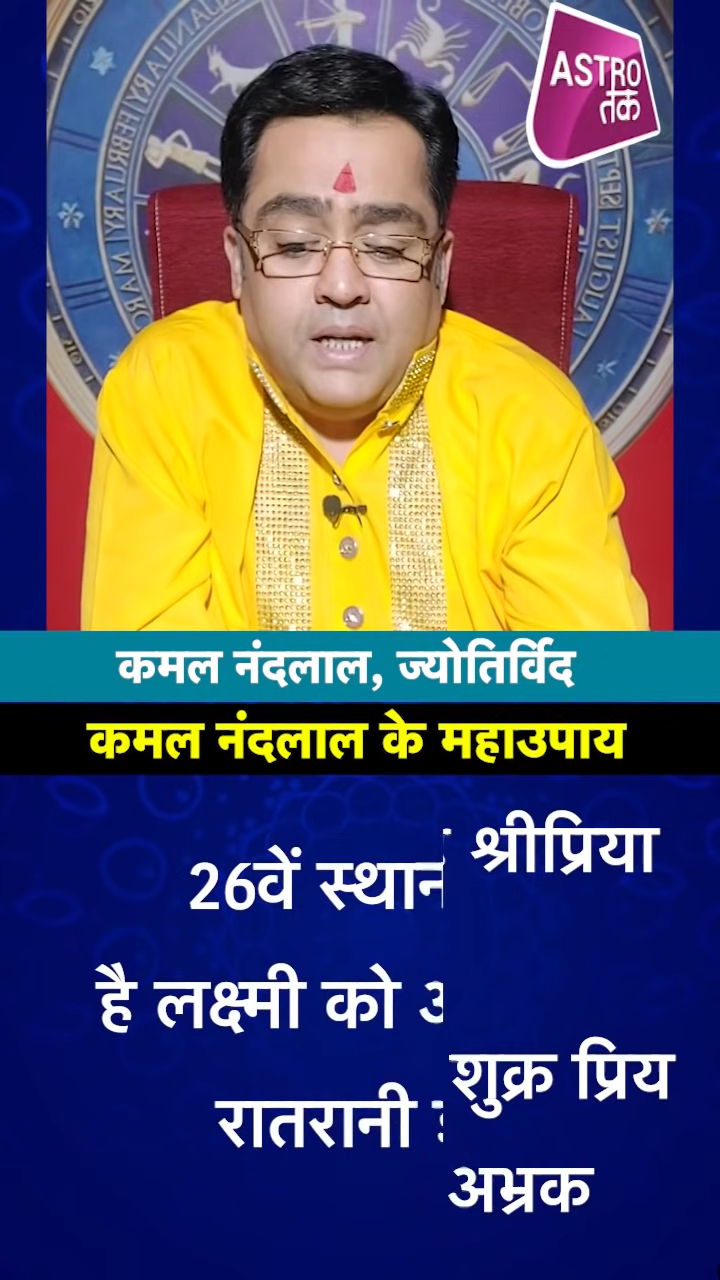 ASTRO
तक
कमल नंदलाल, ज्योतिर्विद
कमल नंदलाल के महाउपाय
श्रीप्रिया
26वें स्थान
है लक्ष्मी को
शुक्र प्रिय
रातरानी
अभ्रक